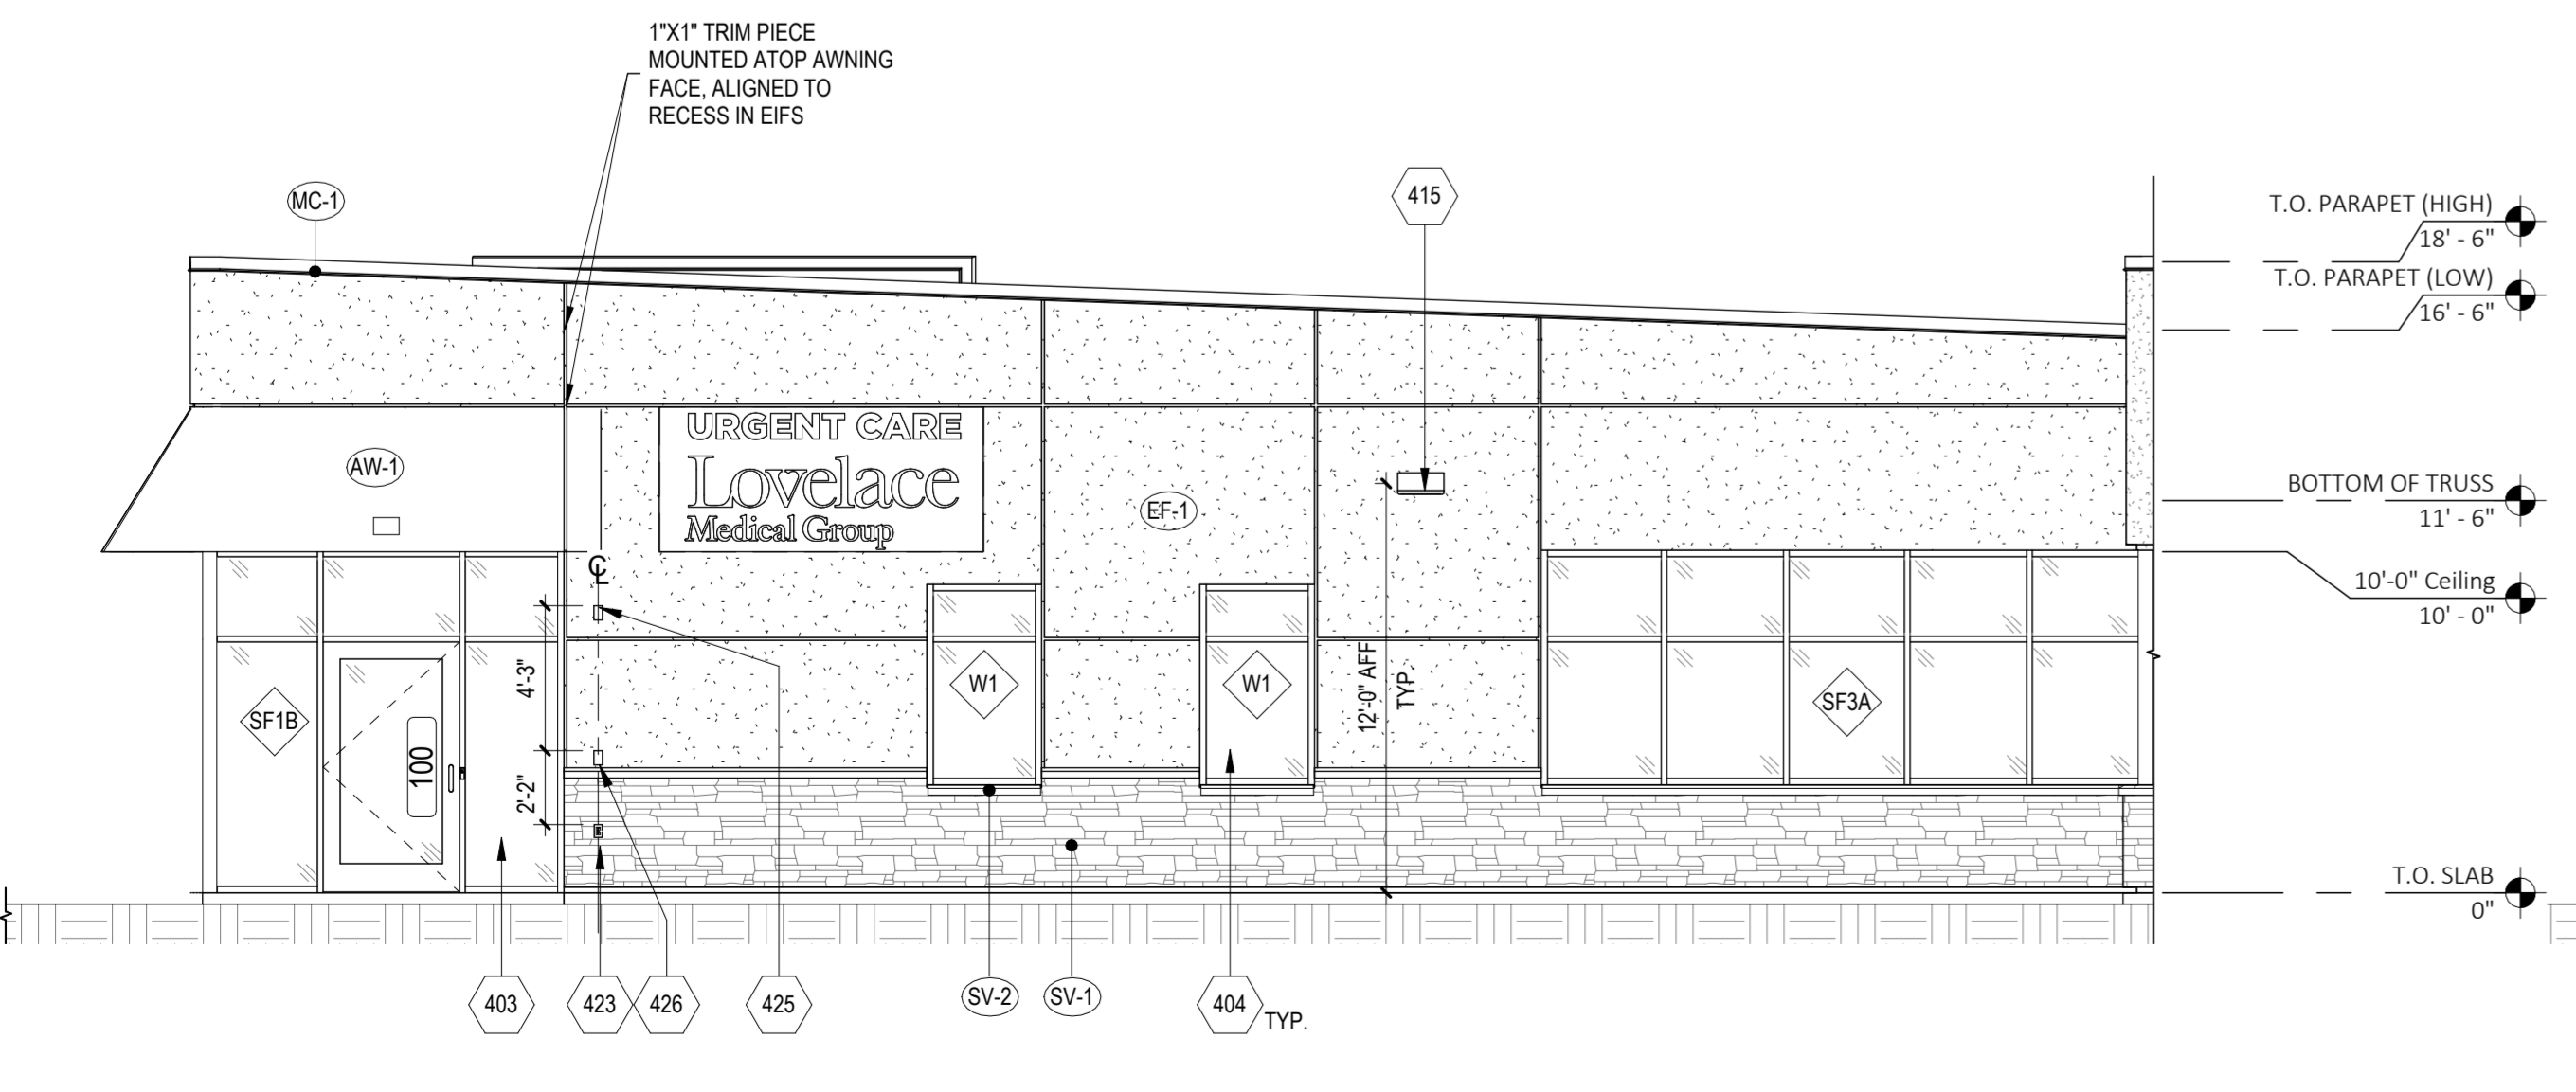 1"X1" TRIM PIECE
MOUNTED ATOP AWNING
FACE, ALIGNED TO
RECESS IN EIFS
MC-1
415
T.O. PARAPET (HIGH)
18' - 6"
T.O. PARAPET (LOW)
16' - 6"
URGENT CARE
Lovelace
Medical Group
AW-1
EF-1
BOTTOM OF TRUSS
11' - 6"
℄
10'-0" Ceiling
10' - 0"
4'-3"
12'-0" AFF
TYP.
W1
W1
SF1B
SF3A
100
2'-2"
T.O. SLAB
0"
403
423
426
425
SV-2
SV-1
404
TYP.